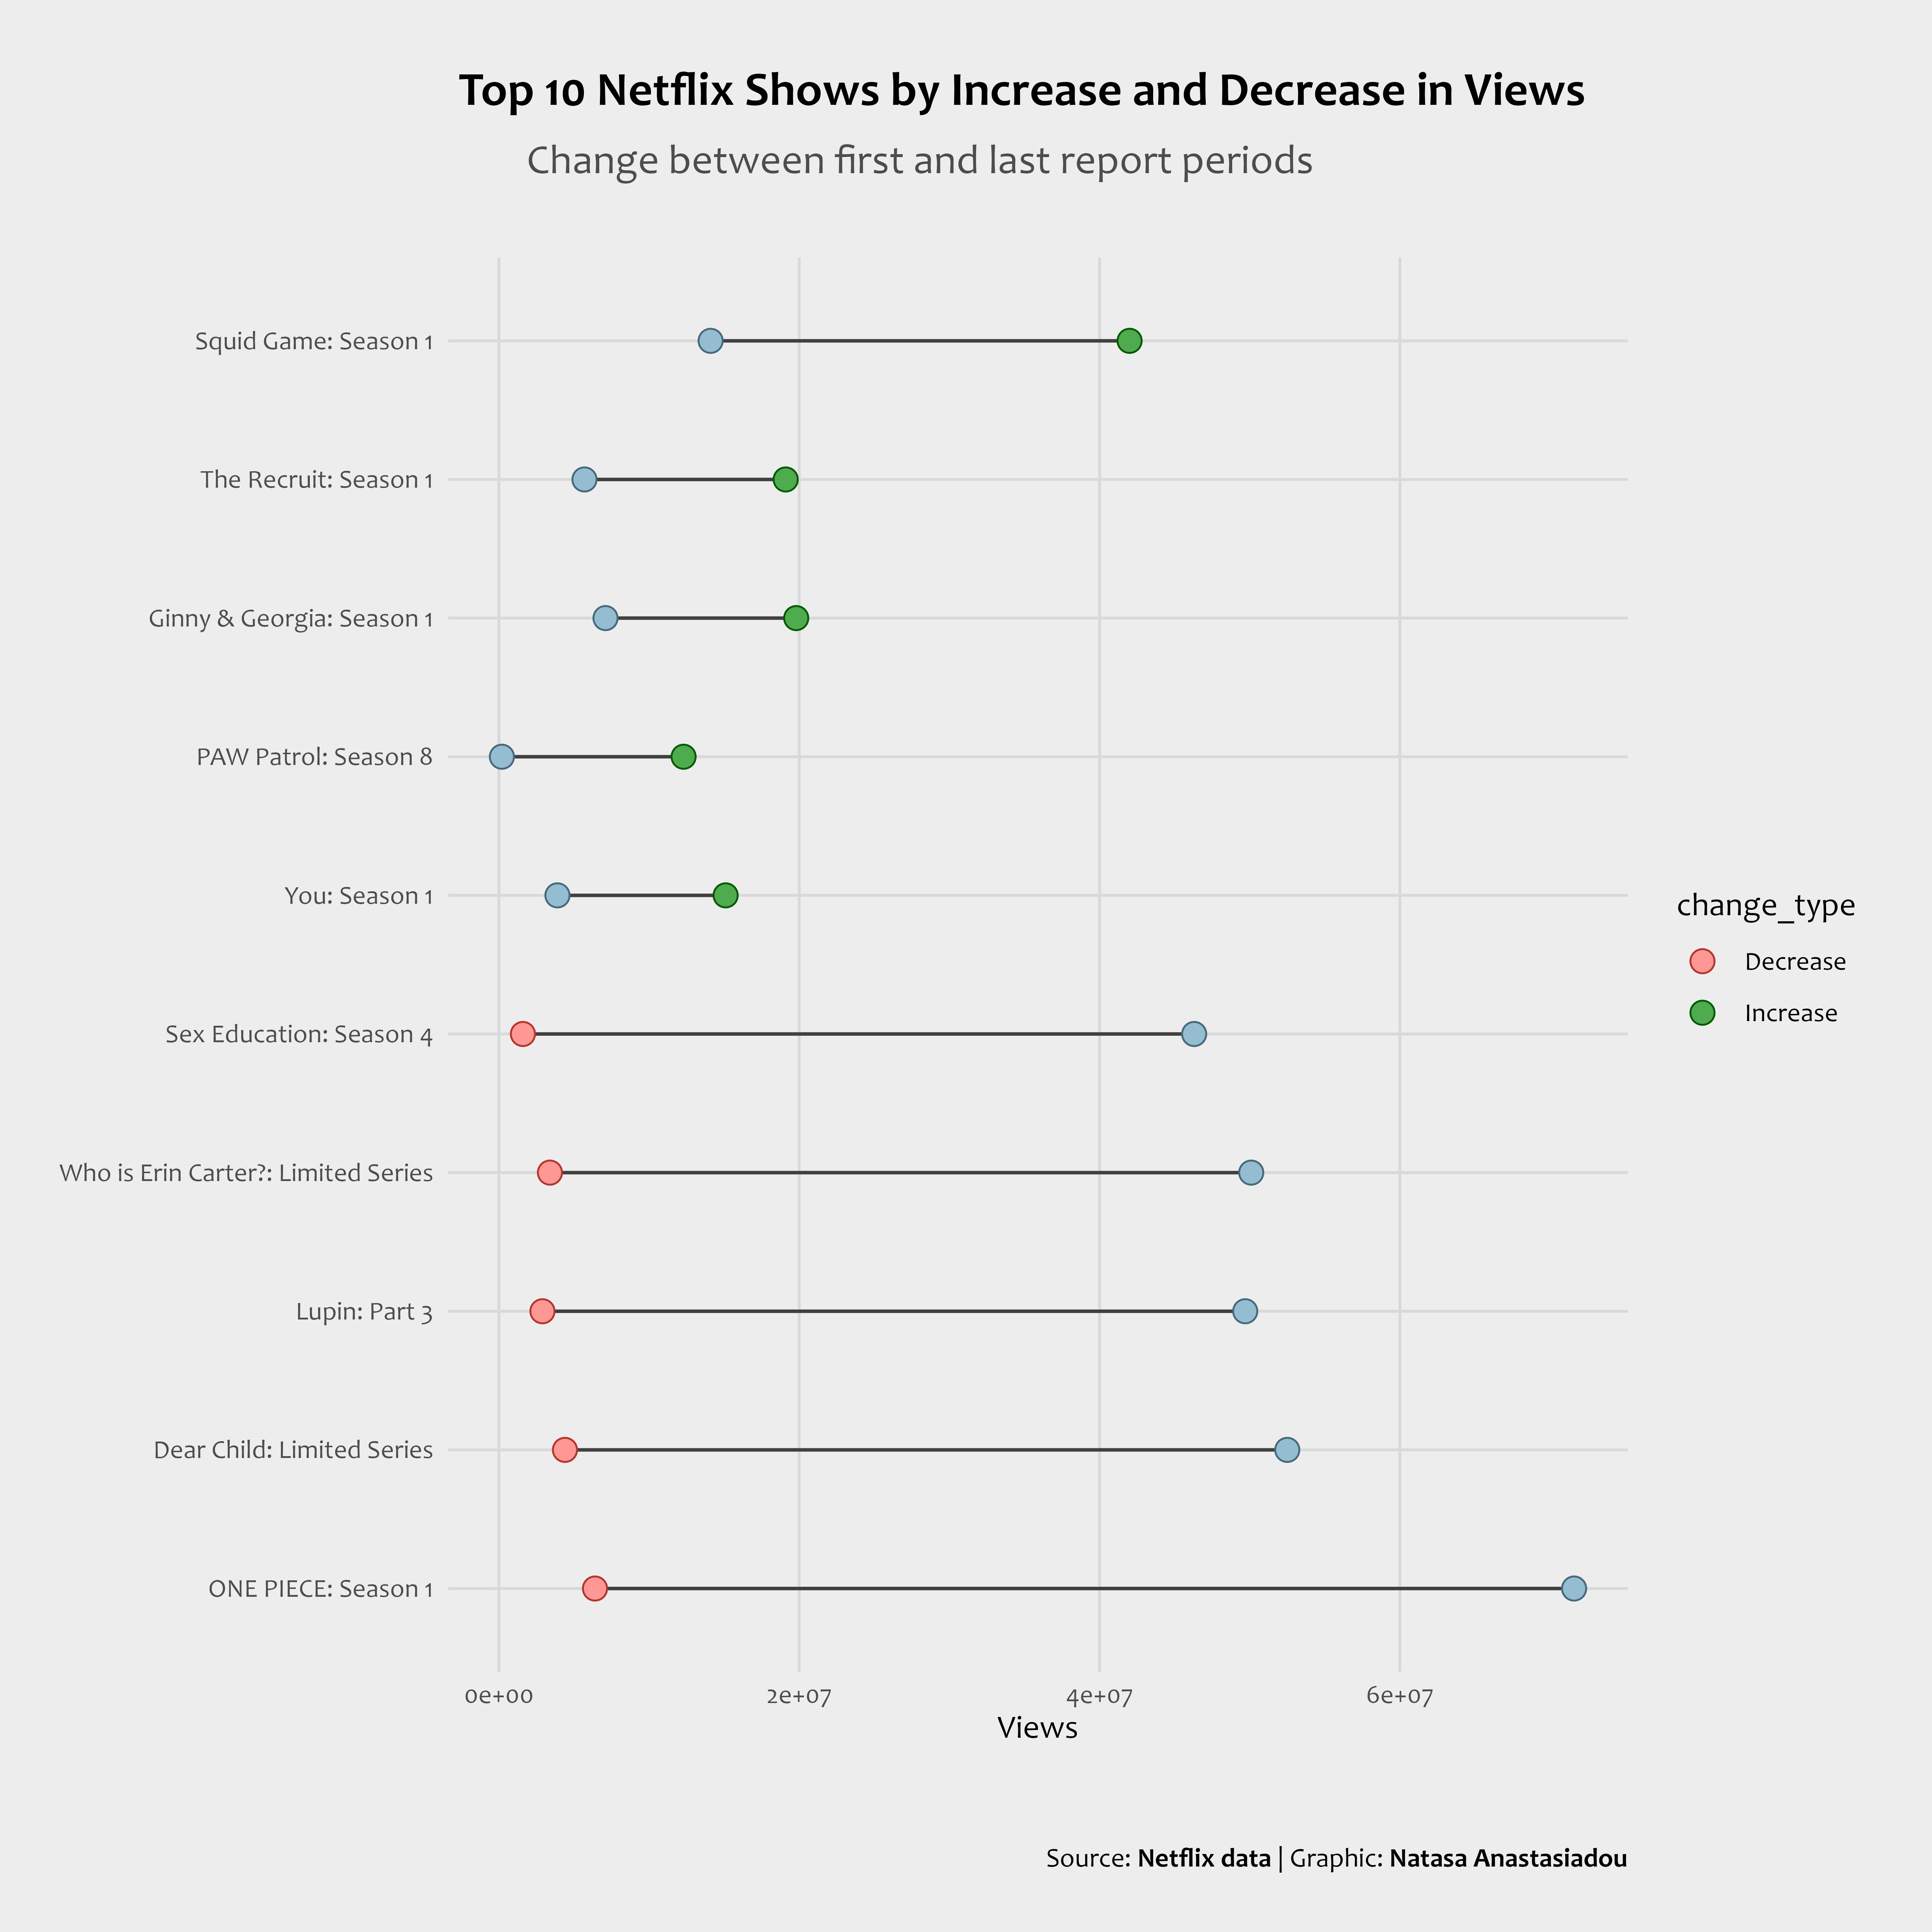 Top 10 Netflix Shows by Increase and Decrease in Views
Change between first and last report periods
Squid Game: Season 1
The Recruit: Season 1
Ginny & Georgia: Season 1
PAW Patrol: Season 8
You: Season 1
Sex Education: Season 4
Who is Erin Carter?: Limited Series
Lupin: Part 3
Dear Child: Limited Series
ONE PIECE: Season 1
0e+00 2e+07 4e+07 6e+07
Views
change_type
Decrease
Increase
Source: Netflix data | Graphic: Natasa Anastasiadou